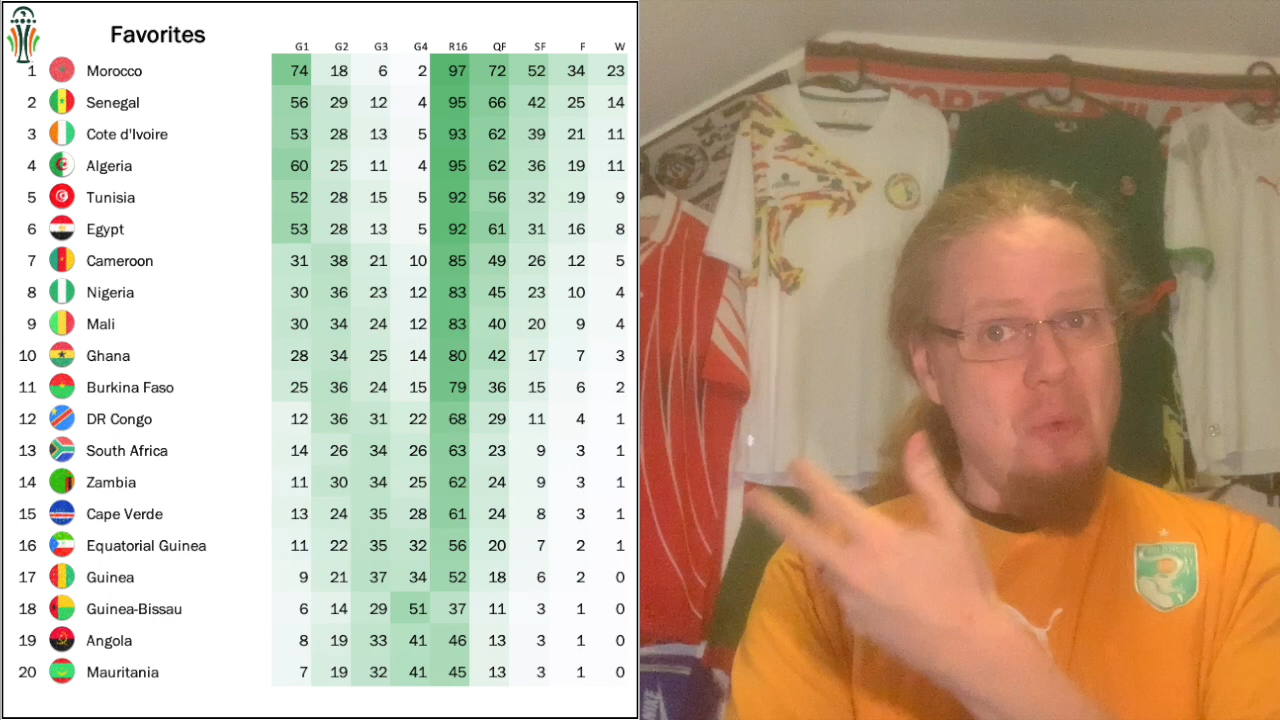 Favorites
G1 G2 G3 G4 R16 QF SF F W
1 Morocco 74 18 6 2 97 72 52 34 23
2 Senegal 56 29 12 4 95 66 42 25 14
3 Cote d'Ivoire 53 28 13 5 93 62 39 21 11
4 Algeria 60 25 11 4 95 62 36 19 11
5 Tunisia 52 28 15 5 92 56 32 19 9
6 Egypt 53 28 13 5 92 61 31 16 8
7 Cameroon 31 38 21 10 85 49 26 12 5
8 Nigeria 30 36 23 12 83 45 23 10 4
9 Mali 30 34 24 12 83 40 20 9 4
10 Ghana 28 34 25 14 80 42 17 7 3
11 Burkina Faso 25 36 24 15 79 36 15 6 2
12 DR Congo 12 36 31 22 68 29 11 4 1
13 South Africa 14 26 34 26 63 23 9 3 1
14 Zambia 11 30 34 25 62 24 9 3 1
15 Cape Verde 13 24 35 28 61 24 8 3 1
16 Equatorial Guinea 11 22 35 32 56 20 7 2 1
17 Guinea 9 21 37 34 52 18 6 2 0
18 Guinea-Bissau 6 14 29 51 37 11 3 1 0
19 Angola 8 19 33 41 46 13 3 1 0
20 Mauritania 7 19 32 41 45 13 3 1 0